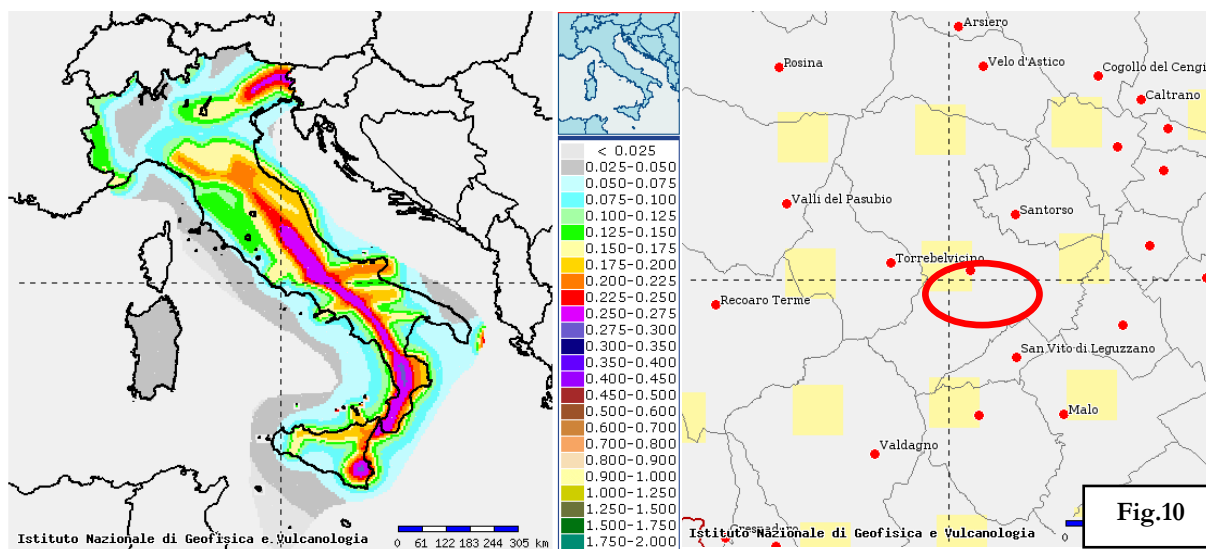 < 0.025
0.025-0.050
0.050-0.075
0.075-0.100
0.100-0.125
0.125-0.150
0.150-0.175
0.175-0.200
0.200-0.225
0.225-0.250
0.250-0.275
0.275-0.300
0.300-0.350
0.350-0.400
0.400-0.450
0.450-0.500
0.500-0.600
0.600-0.700
0.700-0.800
0.800-0.900
0.900-1.000
1.000-1.250
1.250-1.500
1.500-1.750
1.750-2.000
Istituto Nazionale di Geofisica e Vulcanologia
0 61 122 183 244 305 km
Arsiero
Posina
Velo d'Astico
Cogollo del Cengi
Caltrano
Valli del Pasubio
Santorso
Torrebelvicino
Recoaro Terme
San Vito di Leguzzano
Malo
Valdagno
Crespadoro
Istituto Nazionale di Geofisica e Vulcanologia
0
Fig.10